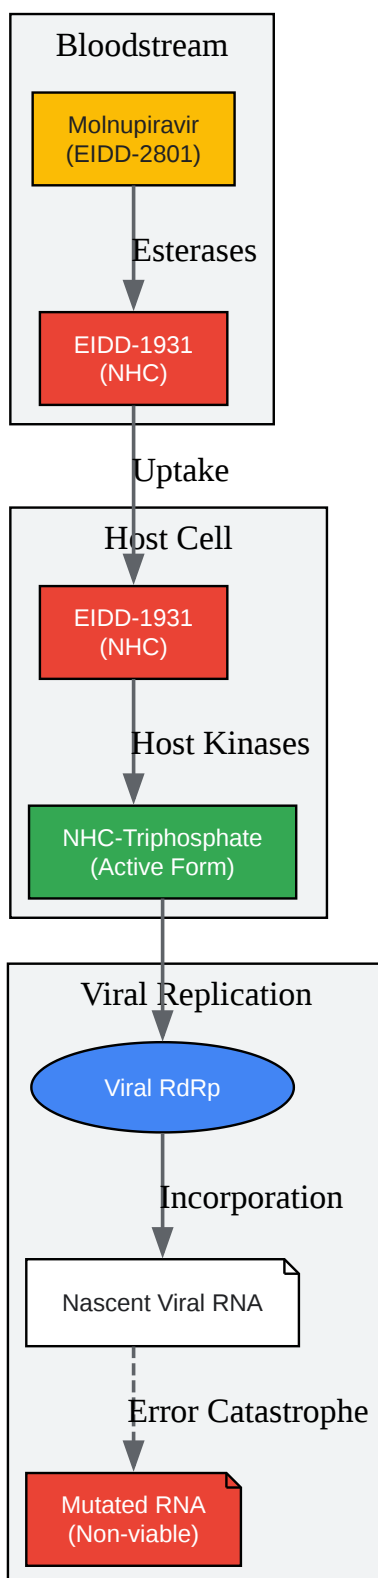 Bloodstream
Molnupiravir
(EIDD-2801)
Esterases
EIDD-1931
(NHC)
Uptake
Host Cell
EIDD-1931
(NHC)
Host Kinases
NHC-Triphosphate
(Active Form)
Viral Replication
Viral RdRp
Incorporation
Nascent Viral RNA
Error Catastrophe
Mutated RNA
(Non-viable)